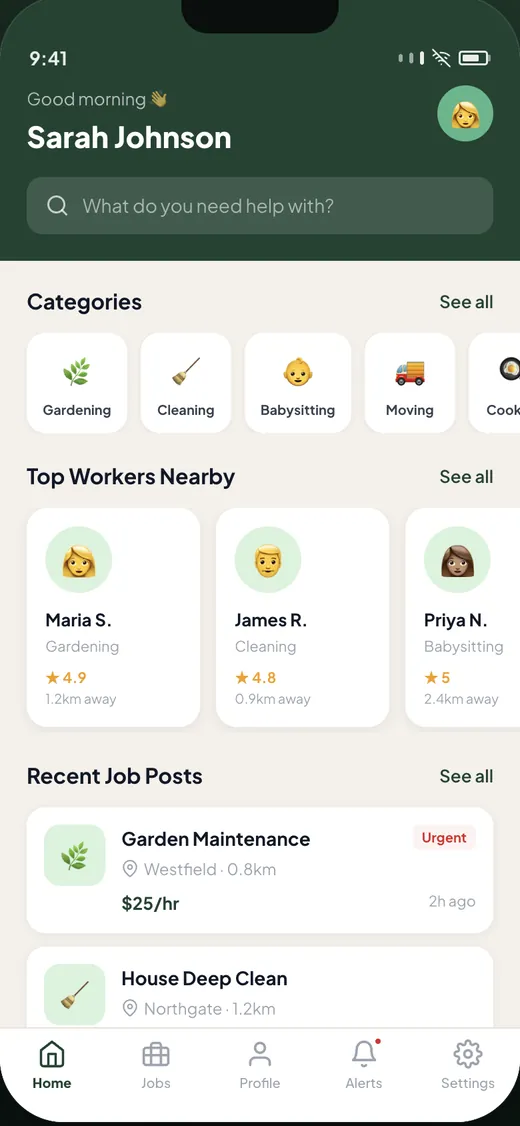 9:41
Good morning 👋
Sarah Johnson
What do you need help with?
Categories See all
Gardening Cleaning Babysitting Moving Cook
Top Workers Nearby See all
Maria S. James R. Priya N.
Gardening Cleaning Babysitting
★ 4.9 ★ 4.8 ★ 5
1.2km away 0.9km away 2.4km away
Recent Job Posts See all
Garden Maintenance Urgent
Westfield · 0.8km
$25/hr 2h ago
House Deep Clean
Northgate · 1.2km
Home Jobs Profile Alerts Settings